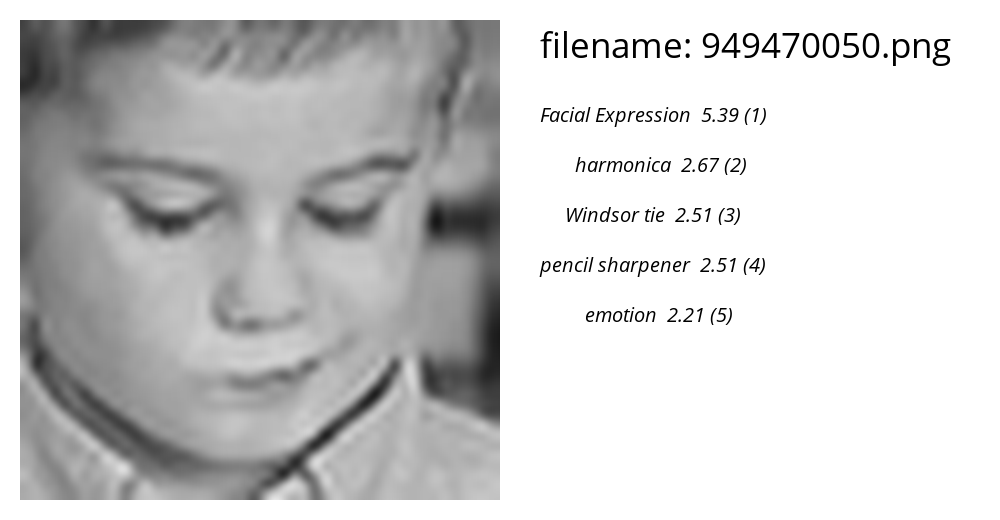 filename: 949470050.png
Facial Expression 5.39 (1)
harmonica 2.67 (2)
Windsor tie 2.51 (3)
pencil sharpener 2.51 (4)
emotion 2.21 (5)